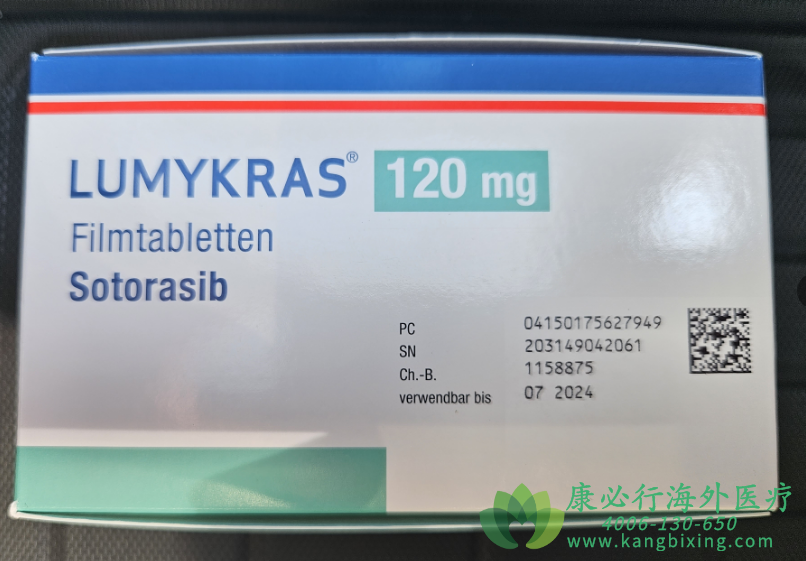 LUMYKRAS® 120 mg
Filmtabletten
Sotorasib
PC 04150175627949
SN 203149042061
Ch.-B. 1158875
verwendbar bis 07 2024
康必行海外医疗
4006-130-650
www.kangbixing.com